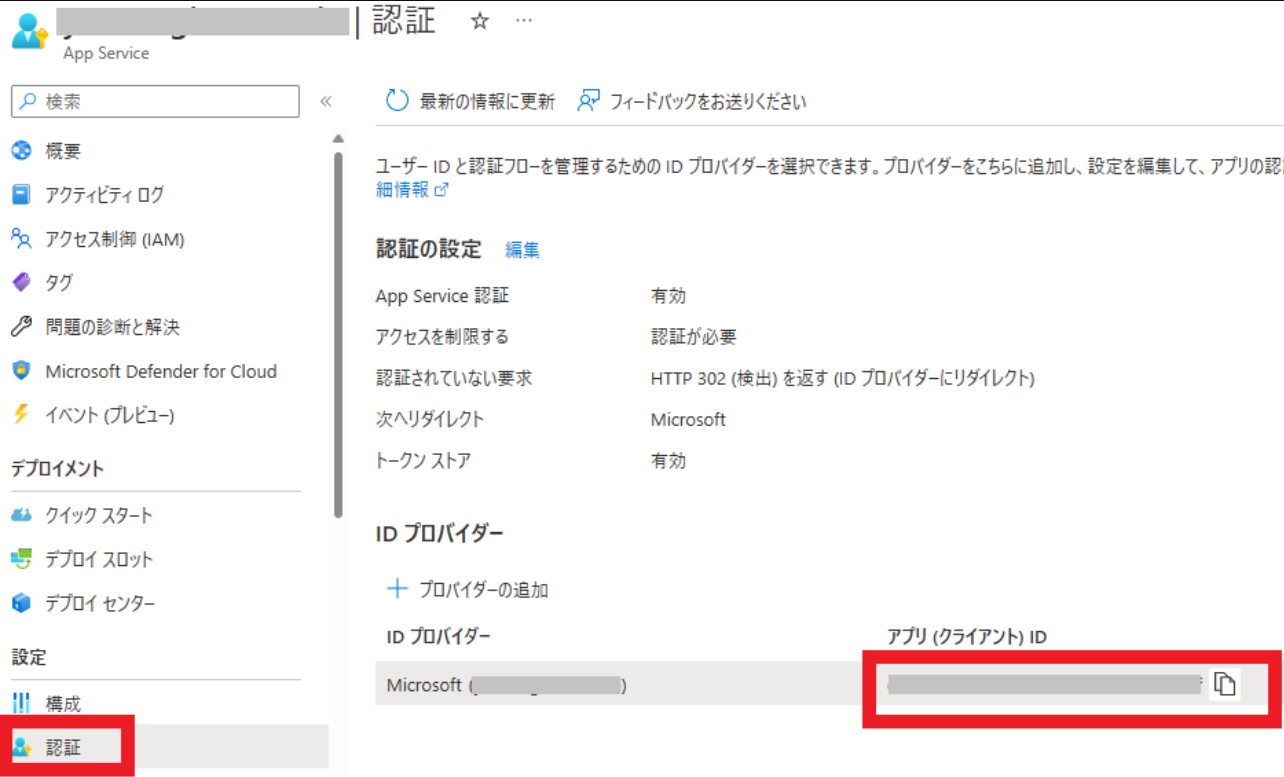 | 認証
App Service
検索
概要
アクティビティ ログ
アクセス制御 (IAM)
タグ
問題の診断と解決
Microsoft Defender for Cloud
イベント (プレビュー)
デプロイメント
クイック スタート
デプロイ スロット
デプロイ センター
設定
構成
認証
最新の情報に更新 フィードバックをお送りください
ユーザー ID と認証フローを管理するための ID プロバイダーを選択できます。プロバイダーをこちらに追加し、設定を編集して、アプリの認
細情報
認証の設定 編集
App Service 認証 有効
アクセスを制限する 認証が必要
認証されていない要求 HTTP 302 (検出) を返す (ID プロバイダーにリダイレクト)
次へリダイレクト Microsoft
トークン ストア 有効
ID プロバイダー
プロバイダーの追加
ID プロバイダー アプリ (クライアント) ID
Microsoft ( )